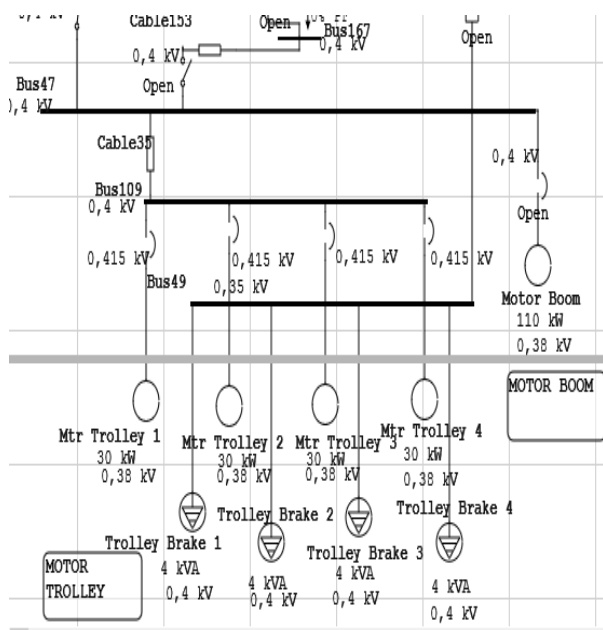 Cable153
Open
Bus167
0,4 kV
0,4 kV
Open
Bus47
Open
0,4 kV
Cable35
0,4 kV
Bus109
0,4 kV
Open
0,415 kV
0,415 kV
0,415 kV
0,415 kV
Bus49
0,35 kV
Motor Boom
110 kW
0,38 kV
MOTOR BOOM
Mtr Trolley 1
Mtr Trolley 2
Mtr Trolley 3
Mtr Trolley 4
30 kW
30 kW
30 kW
30 kW
0,38 kV
0,38 kV
0,38 kV
0,38 kV
Trolley Brake 1
Trolley Brake 2
Trolley Brake 3
Trolley Brake 4
MOTOR
TROLLEY
4 kVA
4 kVA
4 kVA
4 kVA
0,4 kV
0,4 kV
0,4 kV
0,4 kV